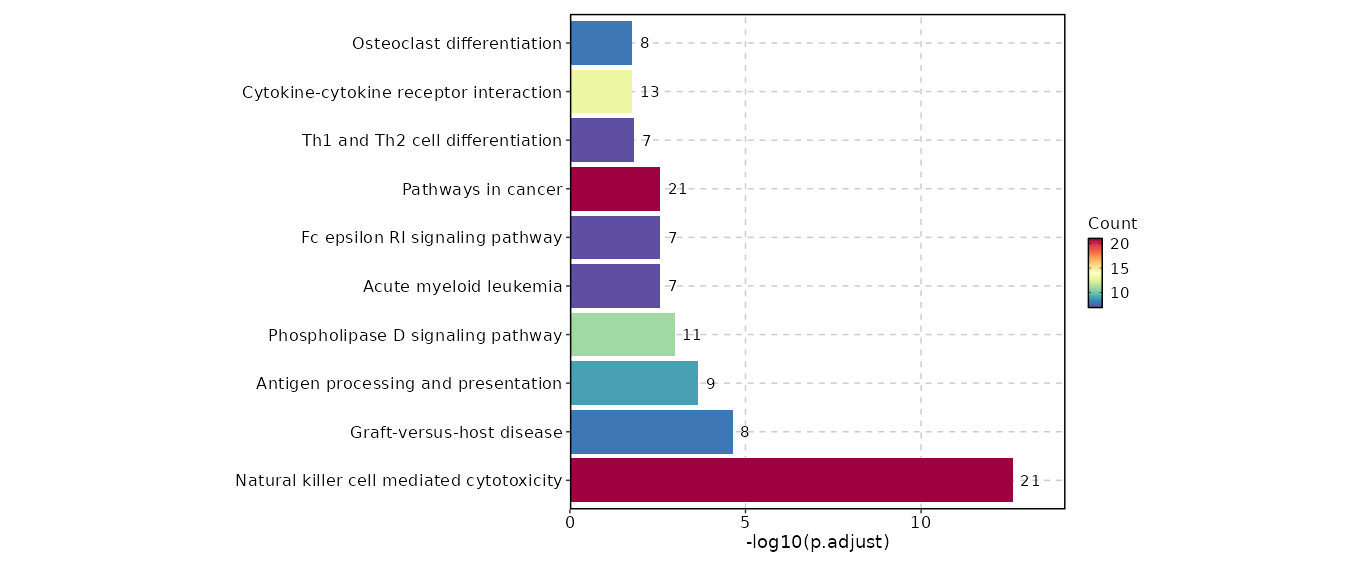 Osteoclast differentiation 8
Cytokine-cytokine receptor interaction 13
Th1 and Th2 cell differentiation 7
Pathways in cancer 21
Fc epsilon RI signaling pathway 7
Acute myeloid leukemia 7
Phospholipase D signaling pathway 11
Antigen processing and presentation 9
Graft-versus-host disease 8
Natural killer cell mediated cytotoxicity 21
0 5 10
-log10(p.adjust)
Count
20
15
10